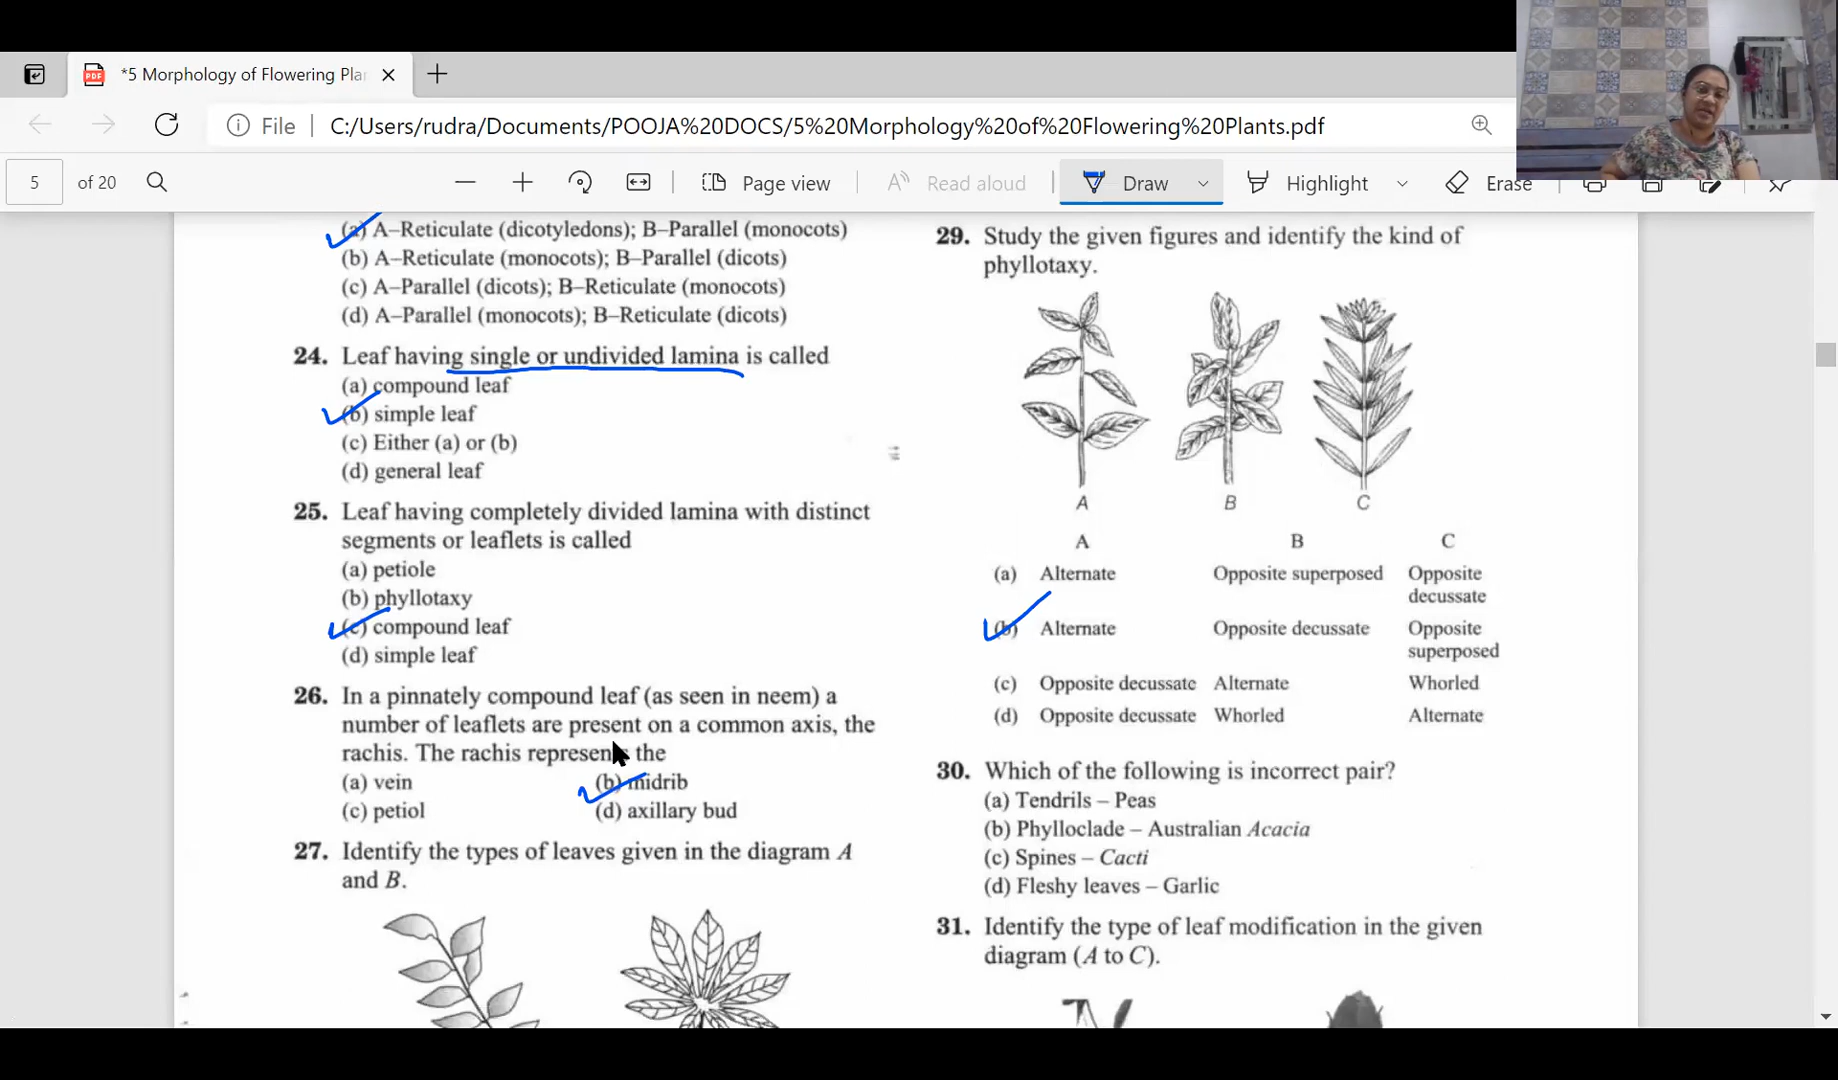 *5 Morphology of Flowering Pla
File
C:/Users/rudra/Documents/POOJA%20DOCS/5%20Morphology%20of%20Flowering%20Plants.pdf
5 of 20
Page view
Read aloud
Draw
Highlight
Erase
(a) A–Reticulate (dicotyledons); B–Parallel (monocots)
(b) A–Reticulate (monocots); B–Parallel (dicots)
(c) A–Parallel (dicots); B–Reticulate (monocots)
(d) A–Parallel (monocots); B–Reticulate (dicots)
24. Leaf having single or undivided lamina is called
(a) compound leaf
(b) simple leaf
(c) Either (a) or (b)
(d) general leaf
25. Leaf having completely divided lamina with distinct
segments or leaflets is called
(a) petiole
(b) phyllotaxy
(c) compound leaf
(d) simple leaf
26. In a pinnately compound leaf (as seen in neem) a
number of leaflets are present on a common axis, the
rachis. The rachis represents the
(a) vein (b) midrib
(c) petiol (d) axillary bud
27. Identify the types of leaves given in the diagram A
and B.
29. Study the given figures and identify the kind of
phyllotaxy.
A B C
A B C
(a) Alternate Opposite superposed Opposite
decussate
(b) Alternate Opposite decussate Opposite
superposed
(c) Opposite decussate Alternate Whorled
(d) Opposite decussate Whorled Alternate
30. Which of the following is incorrect pair?
(a) Tendrils – Peas
(b) Phylloclade – Australian Acacia
(c) Spines – Cacti
(d) Fleshy leaves – Garlic
31. Identify the type of leaf modification in the given
diagram (A to C).